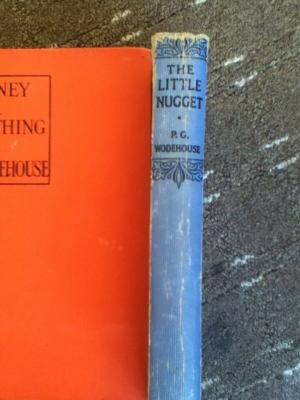 NEY
THING
EHOUSE
THE
LITTLE
NUGGET
P.G.
WODEHOUSE